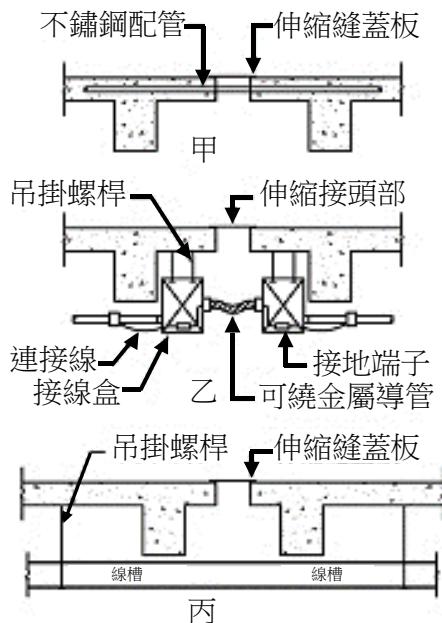 不鏽鋼配管 伸縮縫蓋板
甲
吊掛螺桿 伸縮接頭部
連接線 接地端子
接線盒 乙 可繞金屬導管
吊掛螺桿 伸縮縫蓋板
線槽 線槽
丙